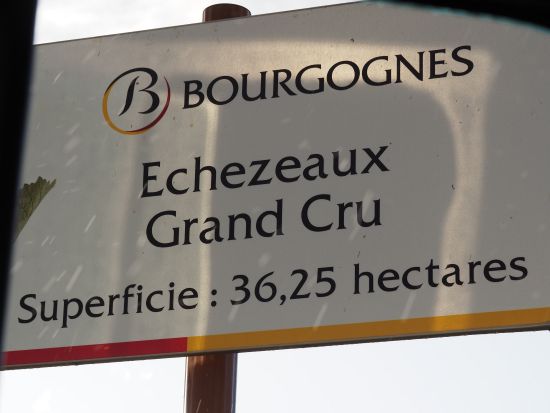 B BOURGOGNES
Echezeaux
Grand Cru
Superficie : 36,25 hectares